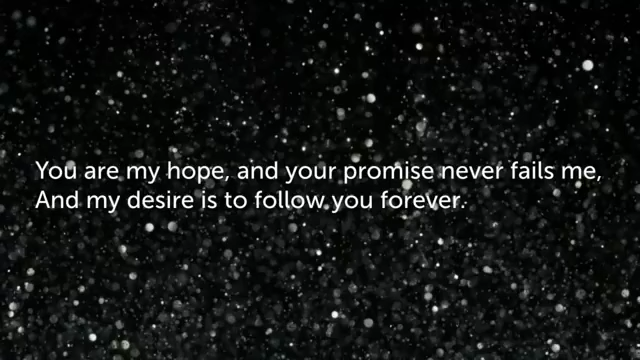 You are my hope, and your promise never fails me,
And my desire is to follow you forever.